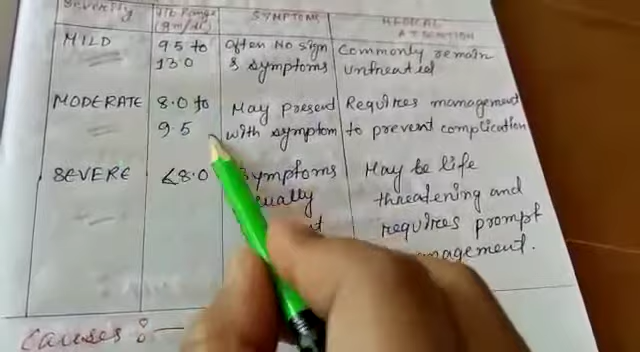 Severity | Hb Range (gm/dl) | SYMPTOMS | MEDICAL ATTENTION
MILD | 9.5 to 13.0 | Often No sign & symptoms | Commonly remain untreated
MODERATE | 8.0 to 9.5 | May present with symptom | Requires management to prevent complication
SEVERE | <8.0 | Symptoms | May be life threatening and requires prompt management.
Causes :—